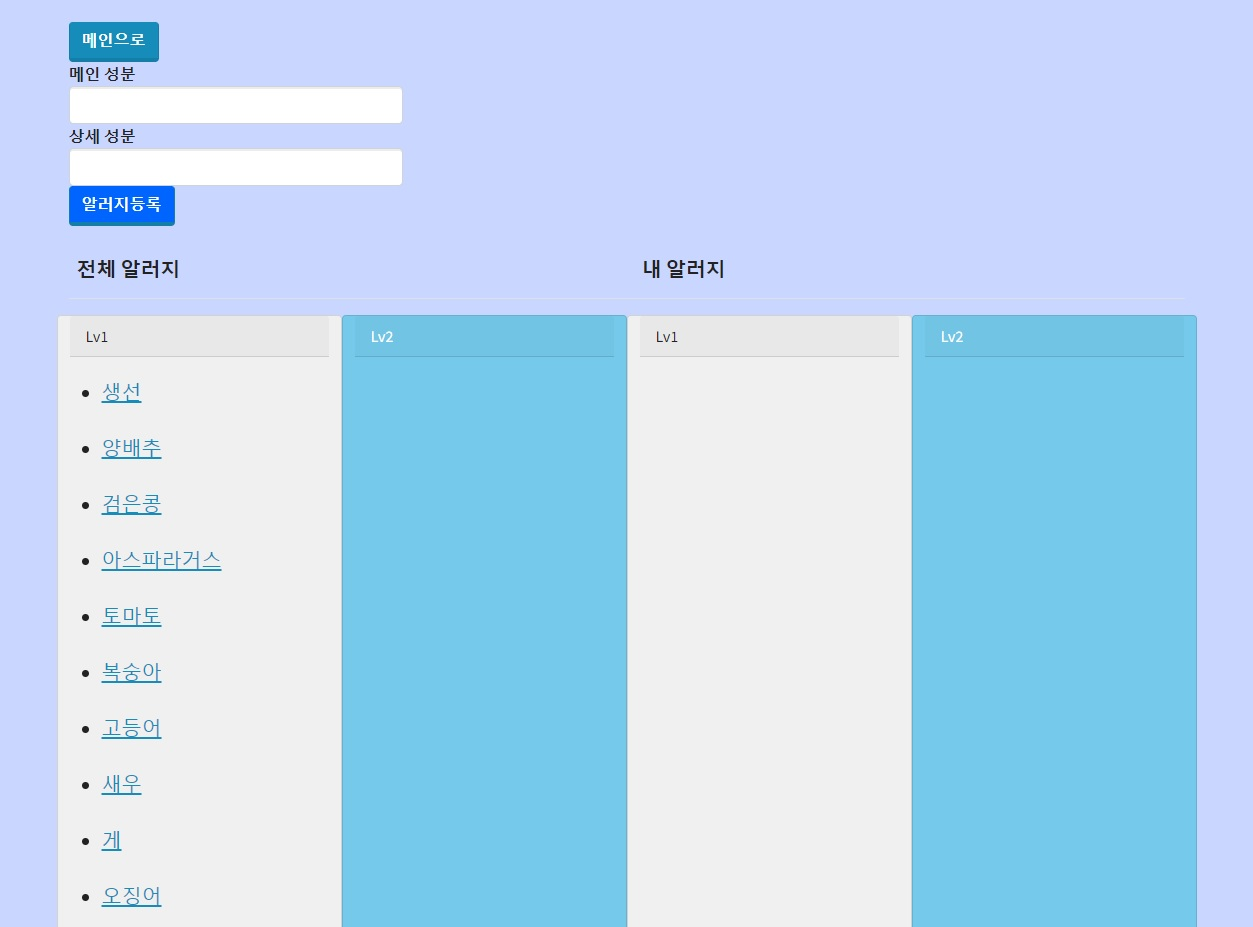 메인으로
메인 성분
상세 성분
알러지등록
전체 알러지
내 알러지
Lv1
Lv2
Lv1
Lv2
생선
양배추
검은콩
아스파라거스
토마토
복숭아
고등어
새우
게
오징어